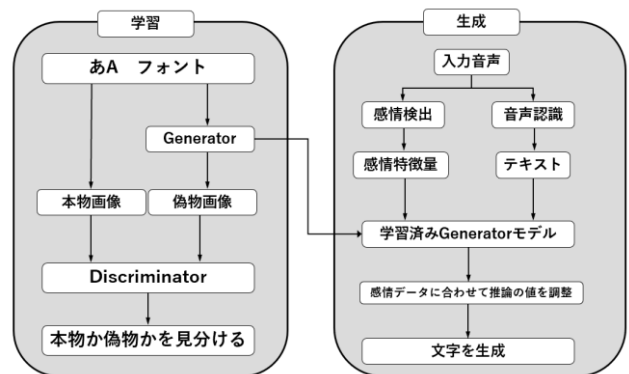 学習
あA フォント
Generator
本物画像
偽物画像
Discriminator
本物か偽物かを見分ける
生成
入力音声
感情検出
音声認識
感情特徴量
テキスト
学習済みGeneratorモデル
感情データに合わせて推論の値を調整
文字を生成